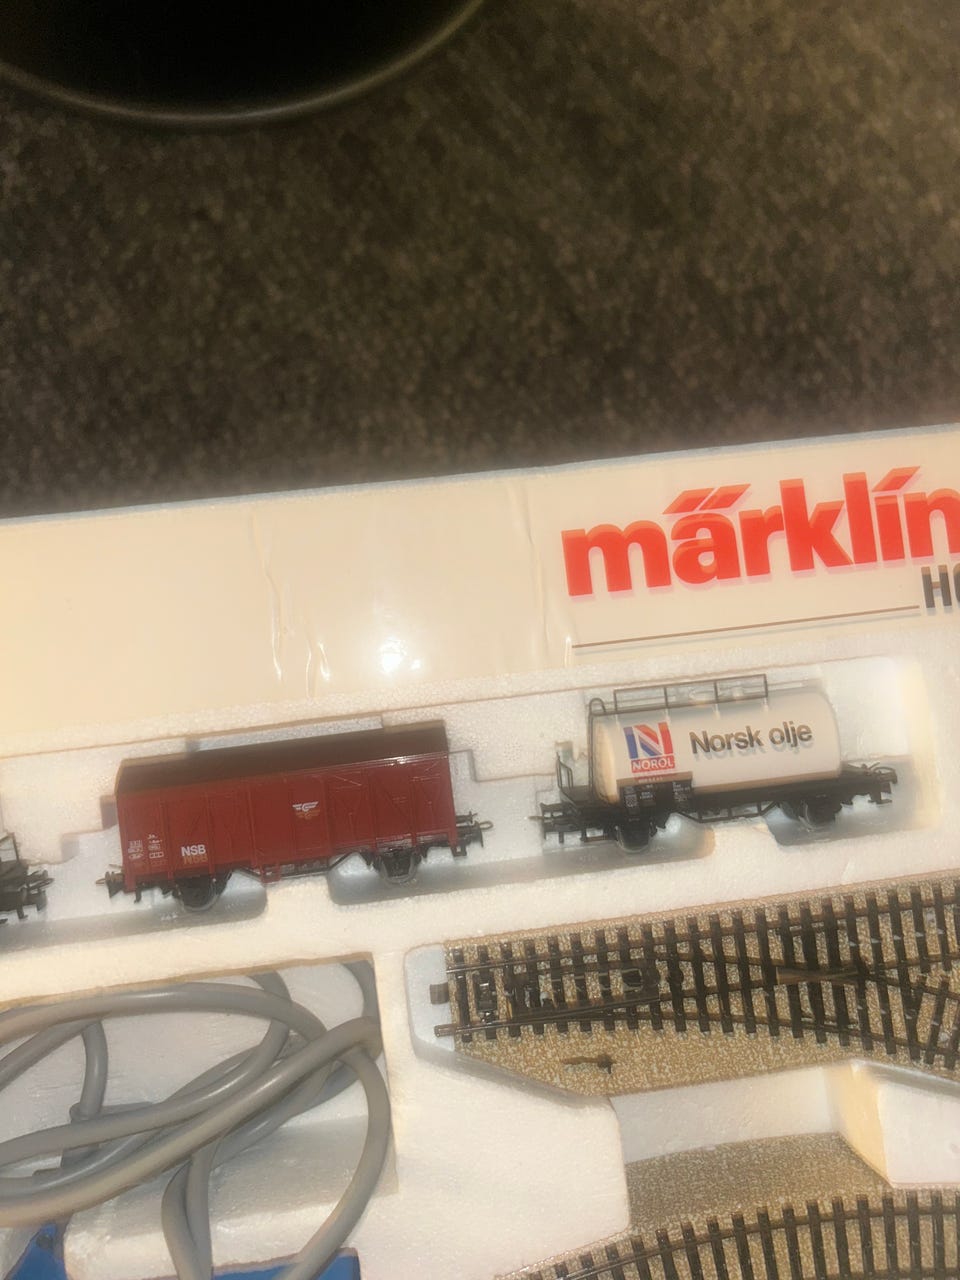 märklin
H0
Norsk olje
NOROL
NSB